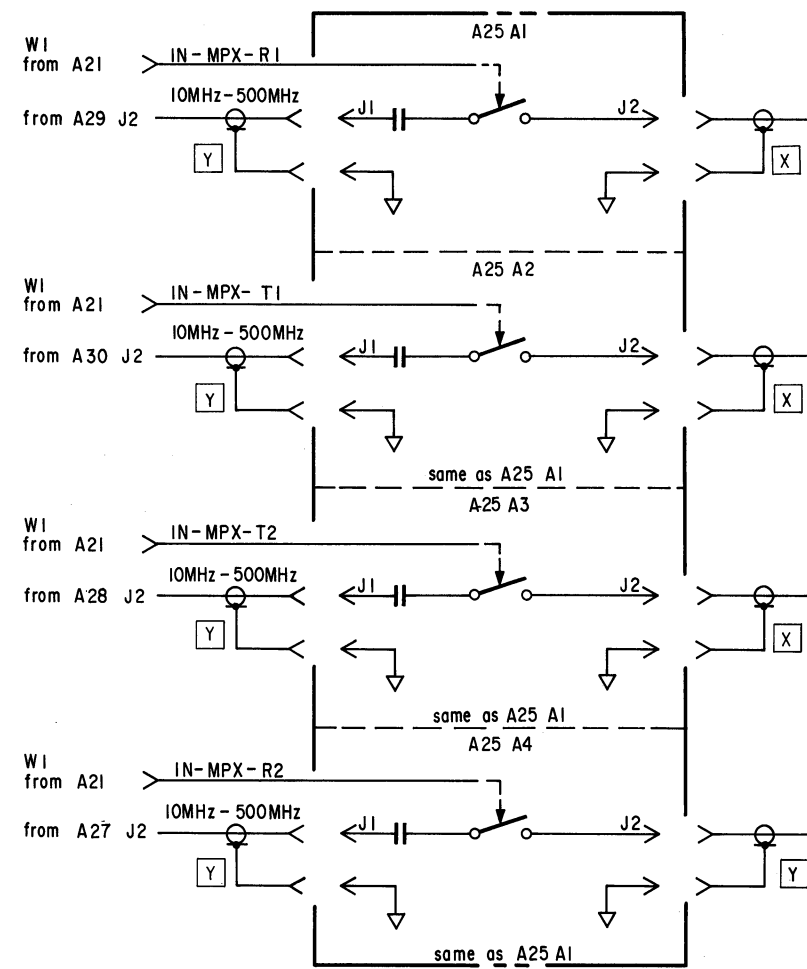 A25 A1
W1
from A21
IN-MPX-R1
10MHz-500MHz
from A29 J2
J1
J2
Y
X
A25 A2
W1
from A21
IN-MPX-T1
10MHz-500MHz
from A30 J2
J1
J2
Y
X
same as A25 A1
A25 A3
W1
from A21
IN-MPX-T2
10MHz-500MHz
from A28 J2
J1
J2
Y
X
same as A25 A1
A25 A4
W1
from A21
IN-MPX-R2
10MHz-500MHz
from A27 J2
J1
J2
Y
Y
same as A25 A1